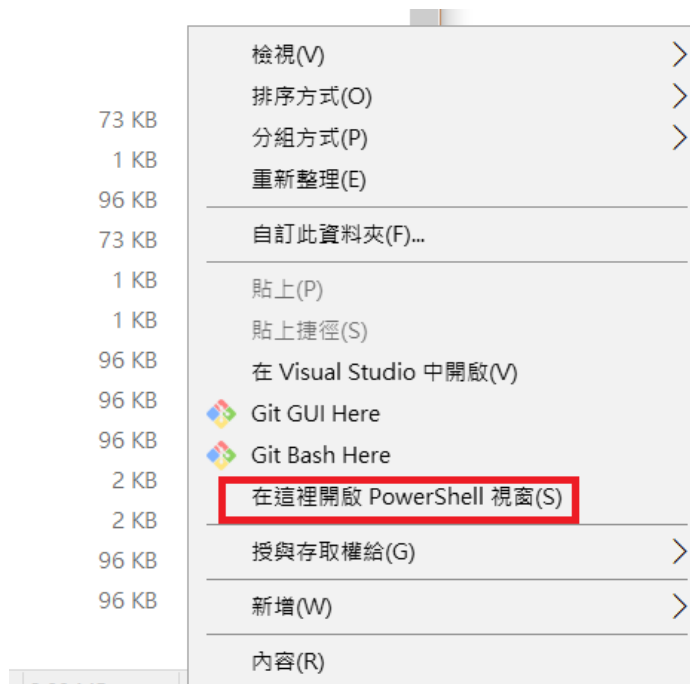 檢視(V)
排序方式(O)
分組方式(P)
重新整理(E)
自訂此資料夾(F)...
貼上(P)
貼上捷徑(S)
在 Visual Studio 中開啟(V)
Git GUI Here
Git Bash Here
在這裡開啟 PowerShell 視窗(S)
授與存取權給(G)
新增(W)
內容(R)
73 KB
1 KB
96 KB
73 KB
1 KB
1 KB
96 KB
96 KB
96 KB
2 KB
2 KB
96 KB
96 KB